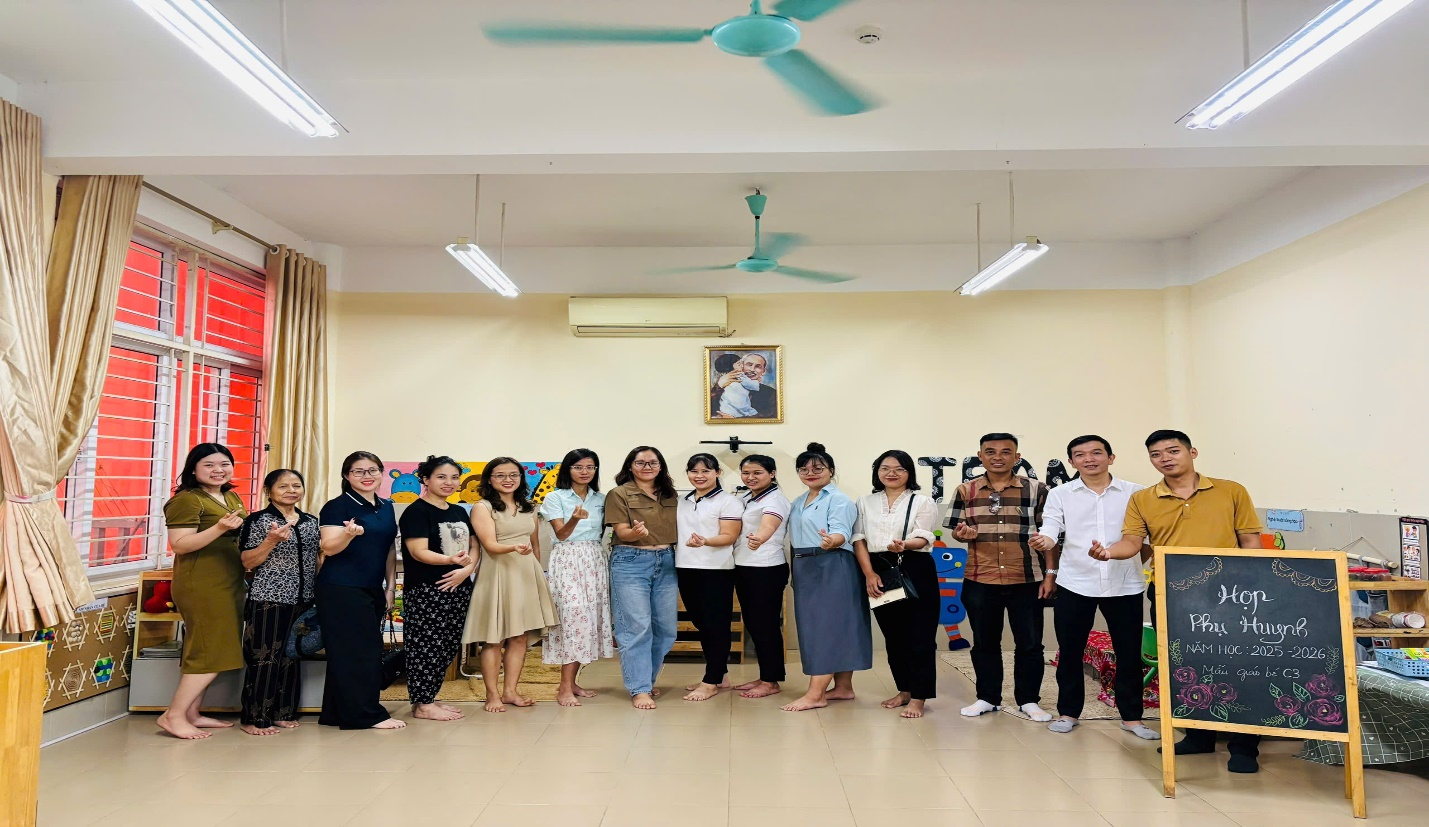 Họp
Phụ Huynh
NĂM HỌC : 2025-2026
Mẫu giáo bé C3